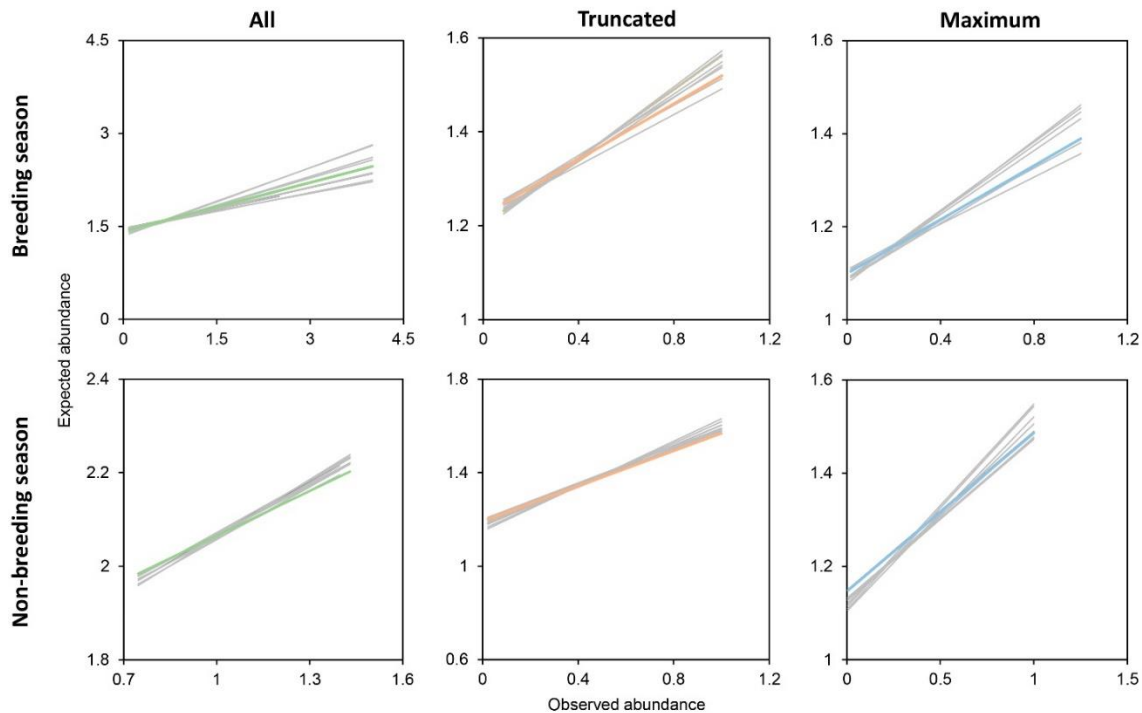 All
Truncated
Maximum
Breeding season
Expected abundance
4.5
3
1.5
0
0 1.5 3 4.5
1.6
1.4
1.2
1
0 0.4 0.8 1.2
1.6
1.4
1.2
1
0 0.4 0.8 1.2
Non-breeding season
2.4
2.2
2
1.8
0.7 1 1.3 1.6
1.8
1.4
1
0.6
0 0.4 0.8 1.2
1.6
1.4
1.2
1
0 0.5 1 1.5
Observed abundance